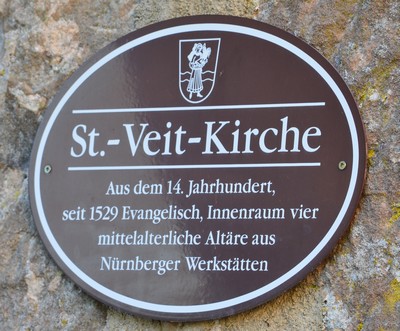 St.-Veit-Kirche
Aus dem 14. Jahrhundert,
seit 1529 Evangelisch, Innenraum vier
mittelalterliche Altäre aus
Nürnberger Werkstätten